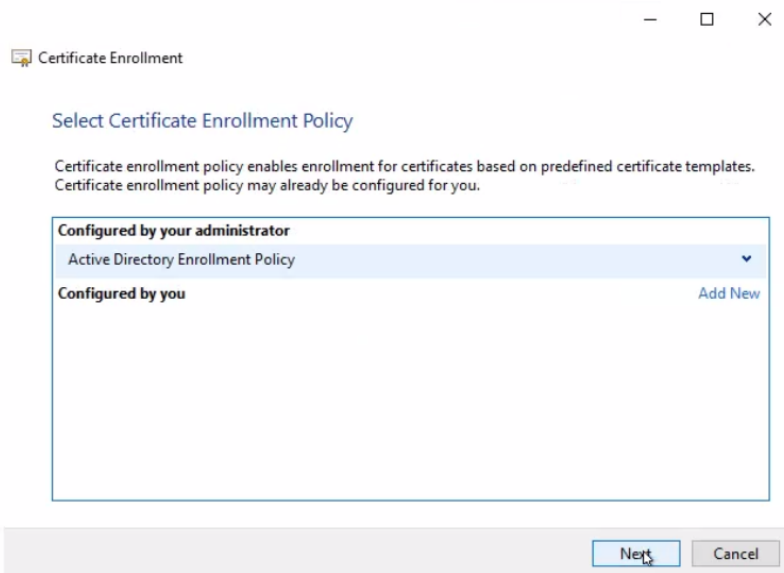 Certificate Enrollment
Select Certificate Enrollment Policy
Certificate enrollment policy enables enrollment for certificates based on predefined certificate templates.
Certificate enrollment policy may already be configured for you.
Configured by your administrator
Active Directory Enrollment Policy
Configured by you Add New
Next Cancel